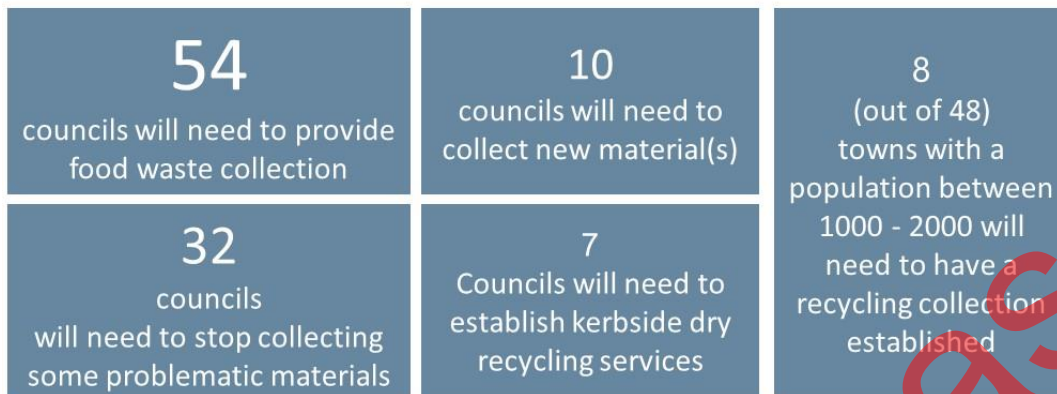 54
councils will need to provide
food waste collection
10
councils will need to
collect new material(s)
8
(out of 48)
towns with a
population between
1000 - 2000 will
need to have a
recycling collection
established
32
councils
will need to stop collecting
some problematic materials
7
Councils will need to
establish kerbside dry
recycling services